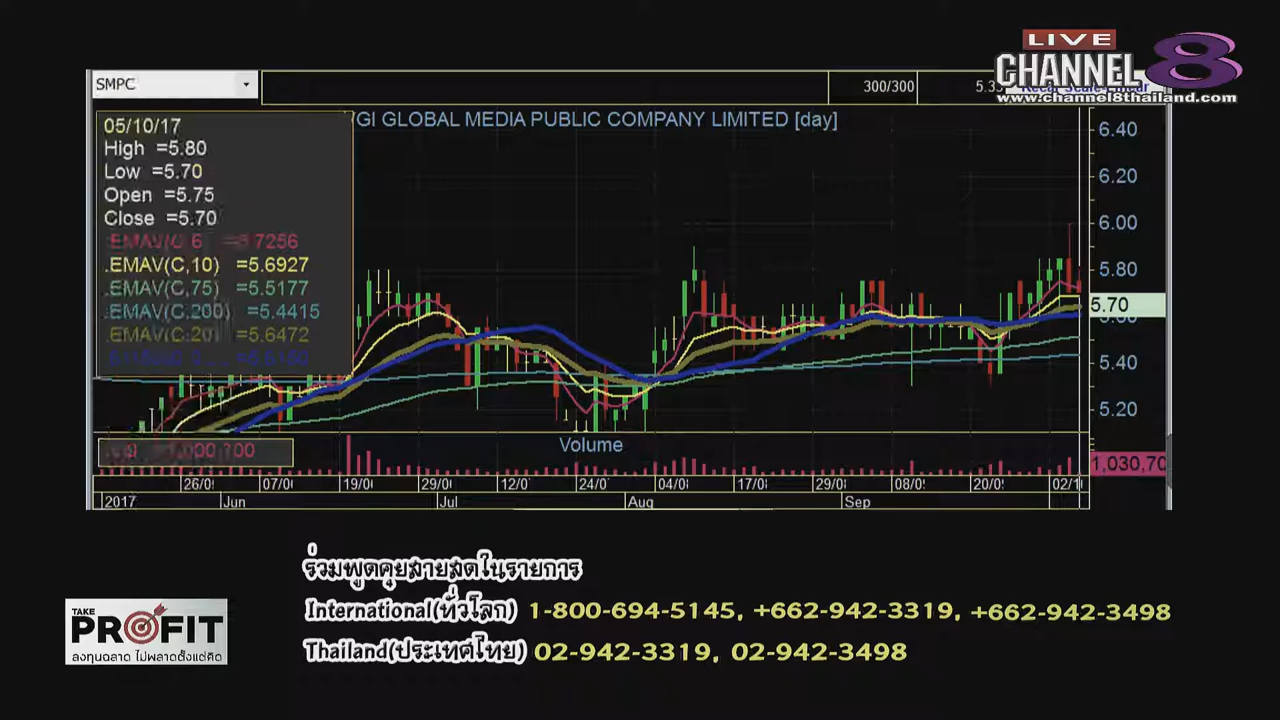 LIVE
CHANNEL 8
www.channel8thailand.com
SMPC
300/300
VGI GLOBAL MEDIA PUBLIC COMPANY LIMITED [day]
05/10/17
High =5.80
Low =5.70
Open =5.75
Close =5.70
.EMAV(C,10) =5.6927
.EMAV(C,75) =5.5177
.EMAV(C,200) =5.4415
.EMAV(C,20) =5.6472
6.40
6.20
6.00
5.80
5.70
5.40
5.20
Volume
1,030,70
26/0 07/0 19/0 29/0 12/0 24/0 04/0 17/0 29/0 08/0 20/0 02/1
2017 Jun Jul Aug Sep
ร่วมพูดคุยสายสดในรายการ
International(ทั่วโลก) 1-800-694-5145, +662-942-3319, +662-942-3498
Thailand(ประเทศไทย) 02-942-3319, 02-942-3498
TAKE
PROFIT
ลงทุนฉลาด ไม่พลาดตั้งแต่คิด